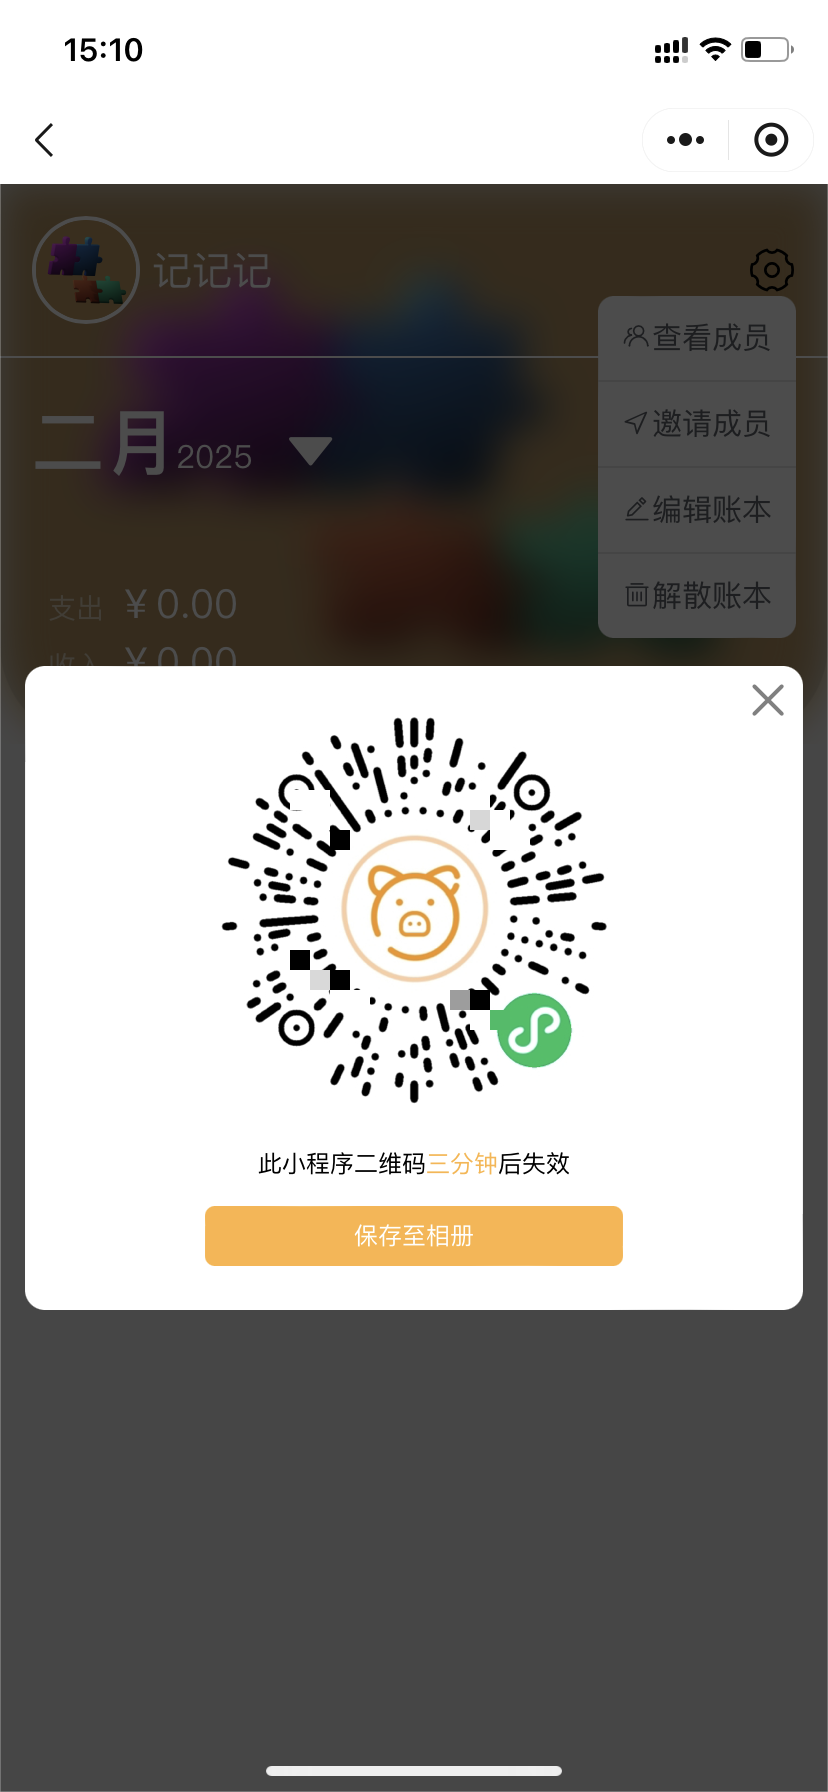 15:10
记记记
查看成员
邀请成员
编辑账本
解散账本
二月 2025
支出 ¥ 0.00
收入 ¥ 0.00
此小程序二维码三分钟后失效
保存至相册